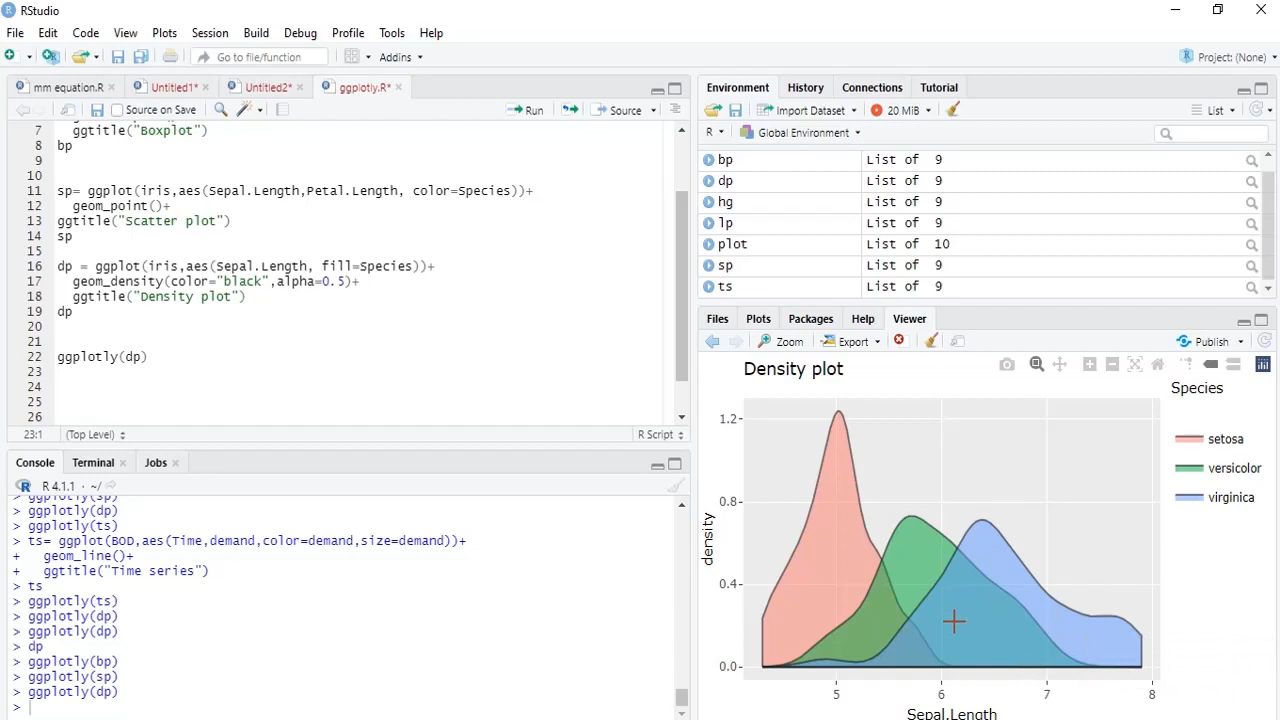 RStudio
File Edit Code View Plots Session Build Debug Profile Tools Help
Go to file/function Addins Project: (None)
mm equation.R Untitled1* Untitled2* ggplotly.R*
Source on Save Run Source
7 ggtitle("Boxplot")
8 bp
9
10
11 sp= ggplot(iris,aes(Sepal.Length,Petal.Length, color=Species))+
12 geom_point()+
13 ggtitle("Scatter plot")
14 sp
15
16 dp = ggplot(iris,aes(Sepal.Length, fill=Species))+
17 geom_density(color="black",alpha=0.5)+
18 ggtitle("Density plot")
19 dp
20
21
22 ggplotly(dp)
23
24
25
26
23:1 (Top Level) R Script
Console Terminal Jobs
R 4.1.1 · ~/
> ggplotly(sp)
> ggplotly(dp)
> ggplotly(ts)
> ts= ggplot(BOD,aes(Time,demand,color=demand,size=demand))+
+ geom_line()+
+ ggtitle("Time series")
> ts
> ggplotly(ts)
> ggplotly(dp)
> ggplotly(dp)
> dp
> ggplotly(bp)
> ggplotly(sp)
> ggplotly(dp)
>
Environment History Connections Tutorial
Import Dataset 20 MiB List
R Global Environment
bp List of 9
dp List of 9
hg List of 9
lp List of 9
plot List of 10
sp List of 9
ts List of 9
Files Plots Packages Help Viewer
Zoom Export Publish
Density plot
Species
setosa
versicolor
virginica
1.2
0.8
0.4
0.0
density
5 6 7 8
Sepal.Length